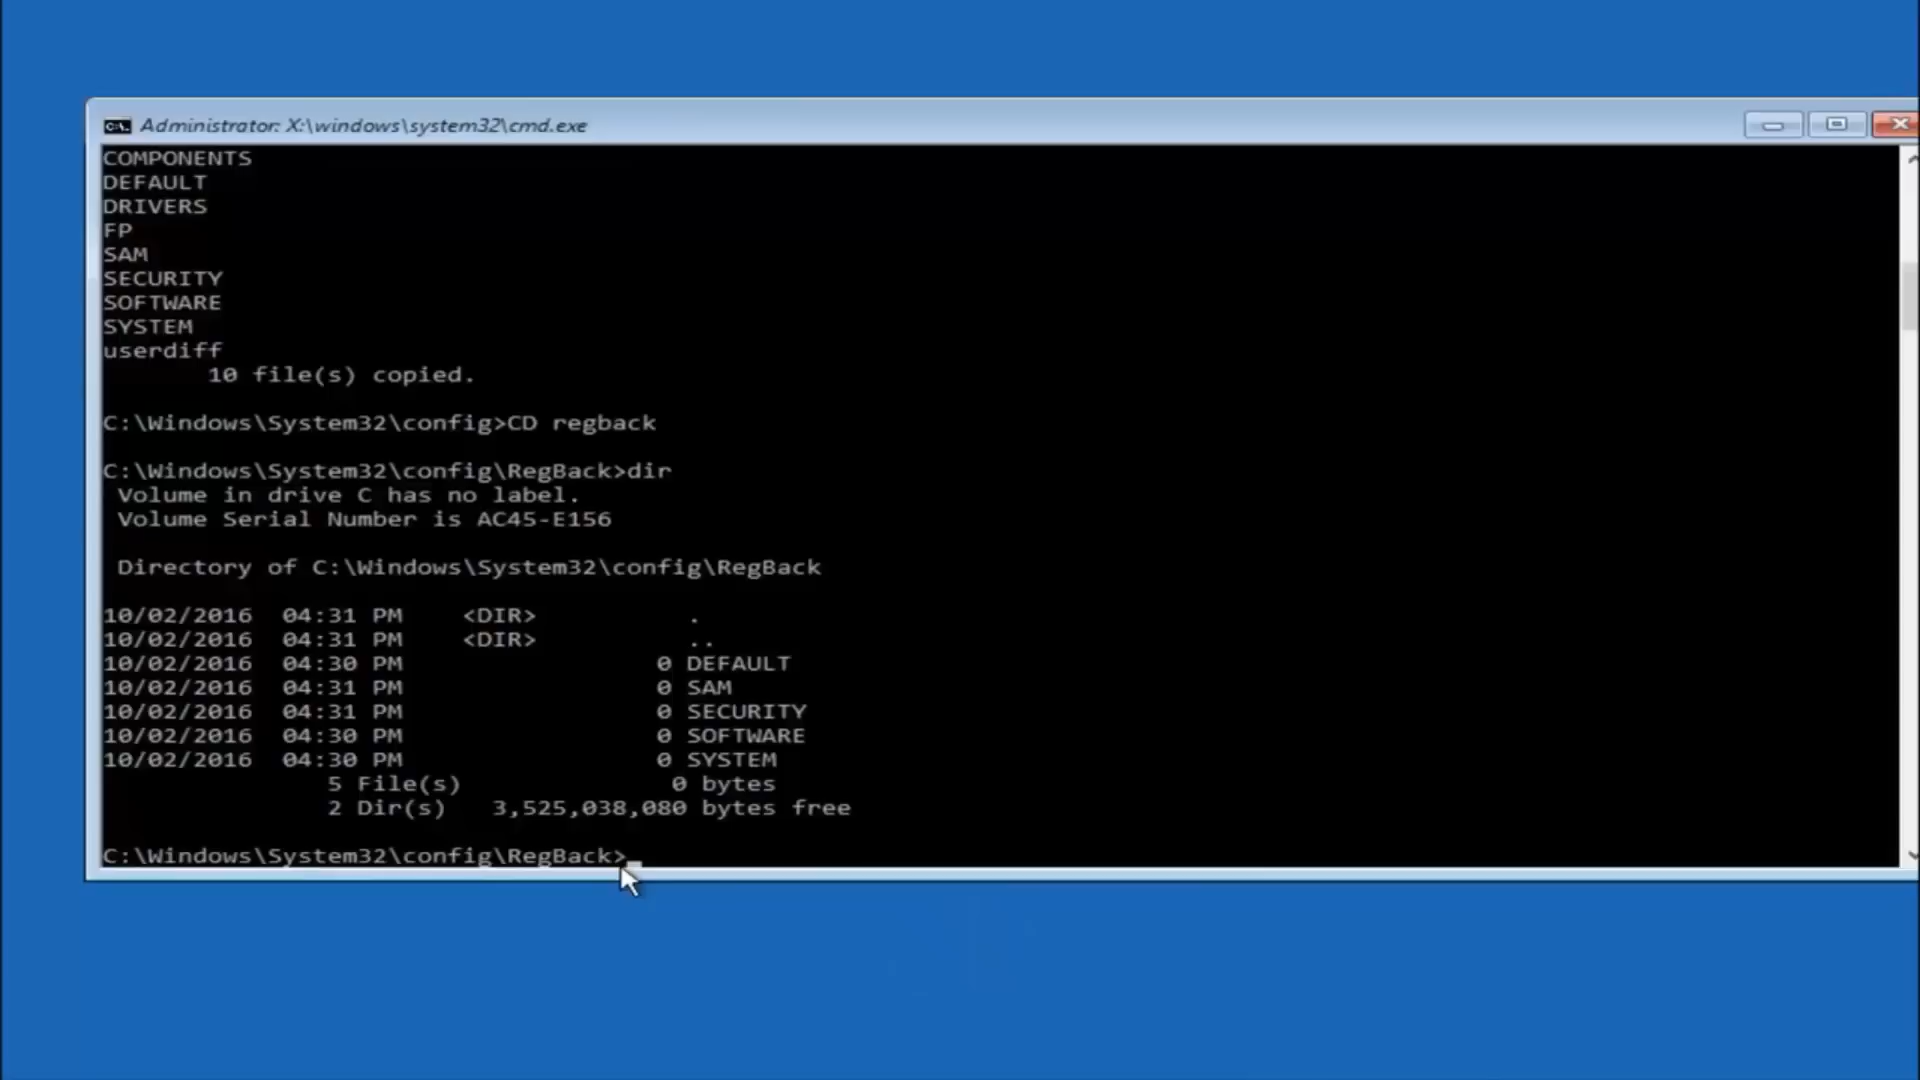 Administrator: X:\windows\system32\cmd.exe
COMPONENTS
DEFAULT
DRIVERS
FP
SAM
SECURITY
SOFTWARE
SYSTEM
userdiff
10 file(s) copied.
C:\Windows\System32\config>CD regback
C:\Windows\System32\config\RegBack>dir
Volume in drive C has no label.
Volume Serial Number is AC45-E156
Directory of C:\Windows\System32\config\RegBack
10/02/2016 04:31 PM <DIR> .
10/02/2016 04:31 PM <DIR> ..
10/02/2016 04:30 PM 0 DEFAULT
10/02/2016 04:31 PM 0 SAM
10/02/2016 04:31 PM 0 SECURITY
10/02/2016 04:30 PM 0 SOFTWARE
10/02/2016 04:30 PM 0 SYSTEM
5 File(s) 0 bytes
2 Dir(s) 3,525,038,080 bytes free
C:\Windows\System32\config\RegBack>